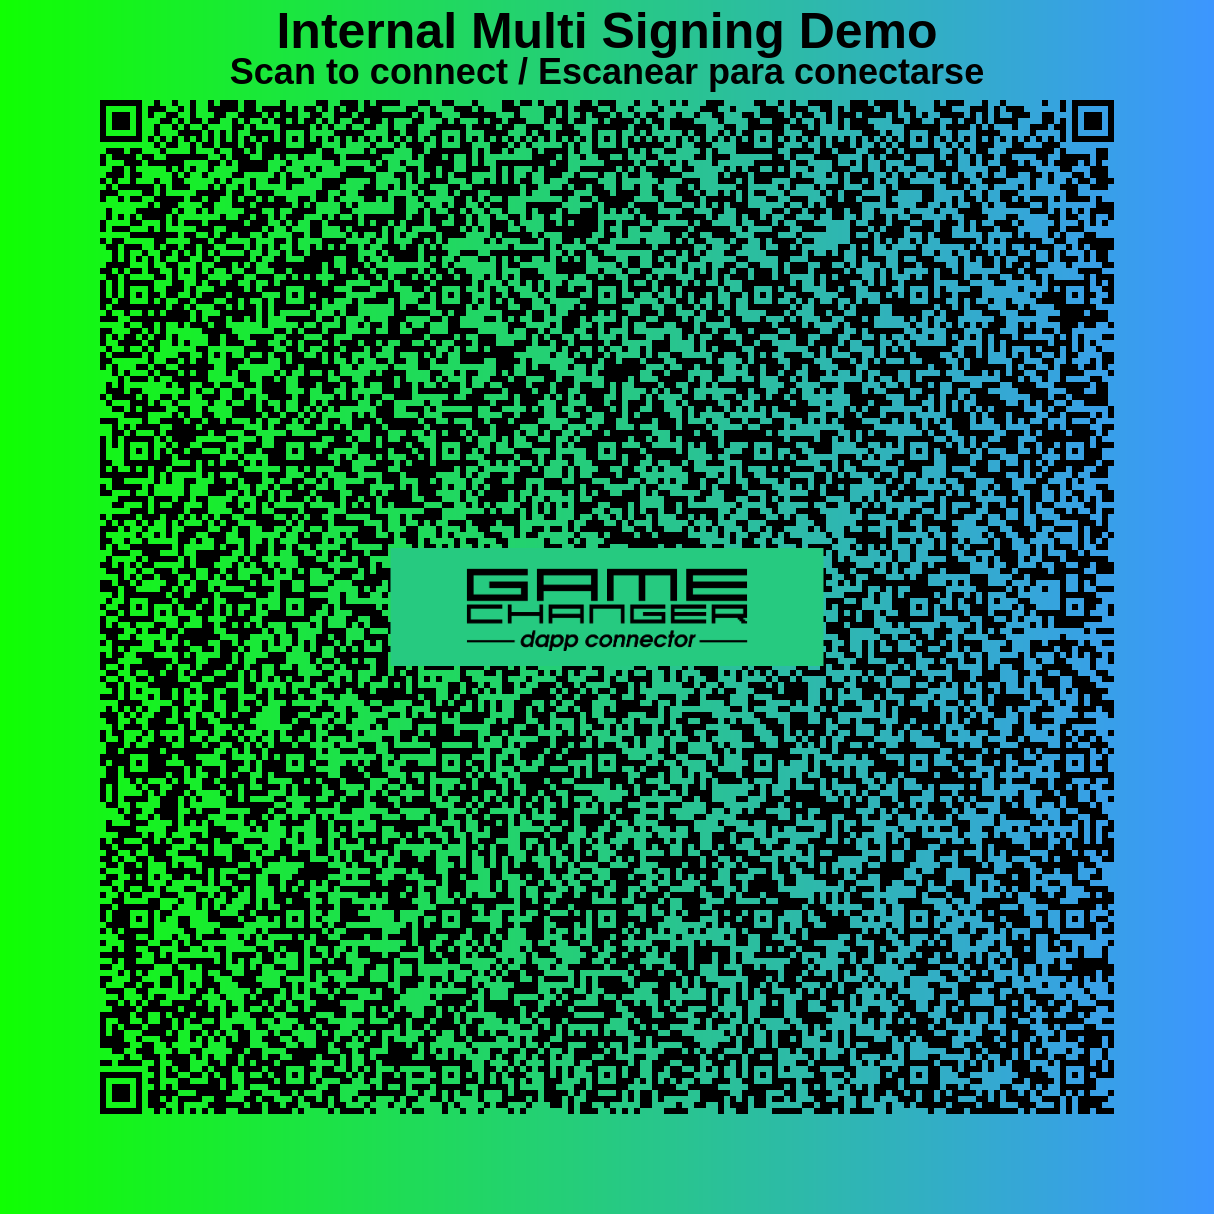 Internal Multi Signing Demo
Scan to connect / Escanear para conectarse
GAME
CHANGER
dapp connector